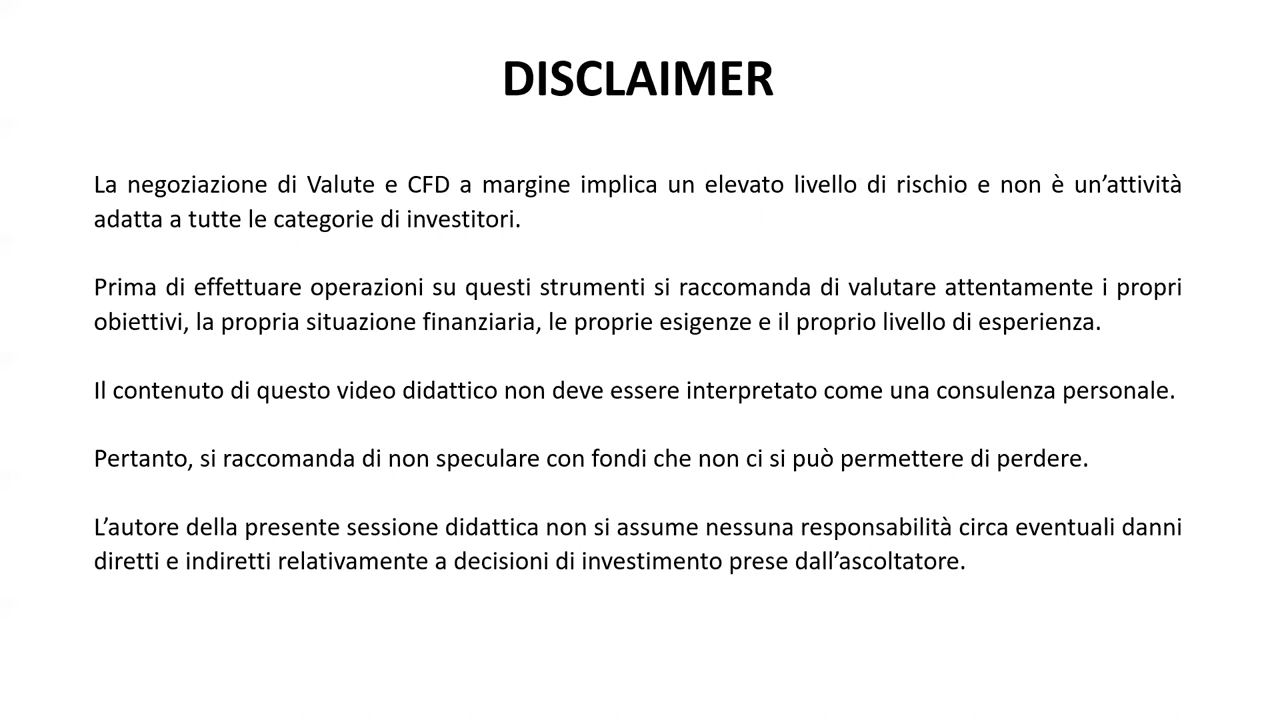 DISCLAIMER
La negoziazione di Valute e CFD a margine implica un elevato livello di rischio e non è un’attività
adatta a tutte le categorie di investitori.
Prima di effettuare operazioni su questi strumenti si raccomanda di valutare attentamente i propri
obiettivi, la propria situazione finanziaria, le proprie esigenze e il proprio livello di esperienza.
Il contenuto di questo video didattico non deve essere interpretato come una consulenza personale.
Pertanto, si raccomanda di non speculare con fondi che non ci si può permettere di perdere.
L’autore della presente sessione didattica non si assume nessuna responsabilità circa eventuali danni
diretti e indiretti relativamente a decisioni di investimento prese dall’ascoltatore.